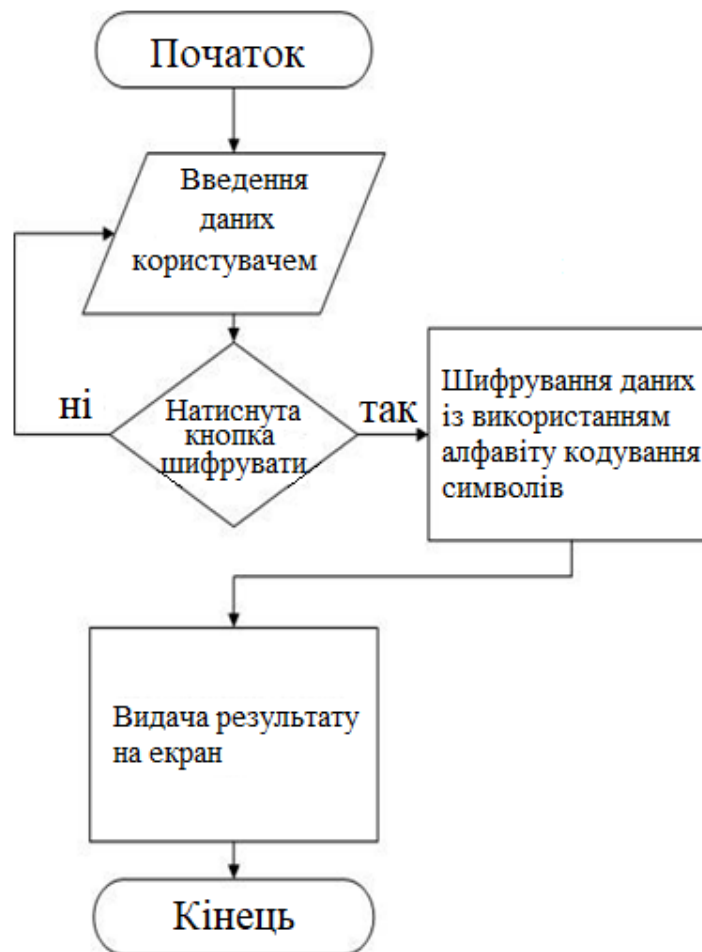 Початок
Введення
даних
користувачем
ні
Натиснута
кнопка
шифрувати
так
Шифрування даних
із використанням
алфавіту кодування
символів
Видача результату
на екран
Кінець